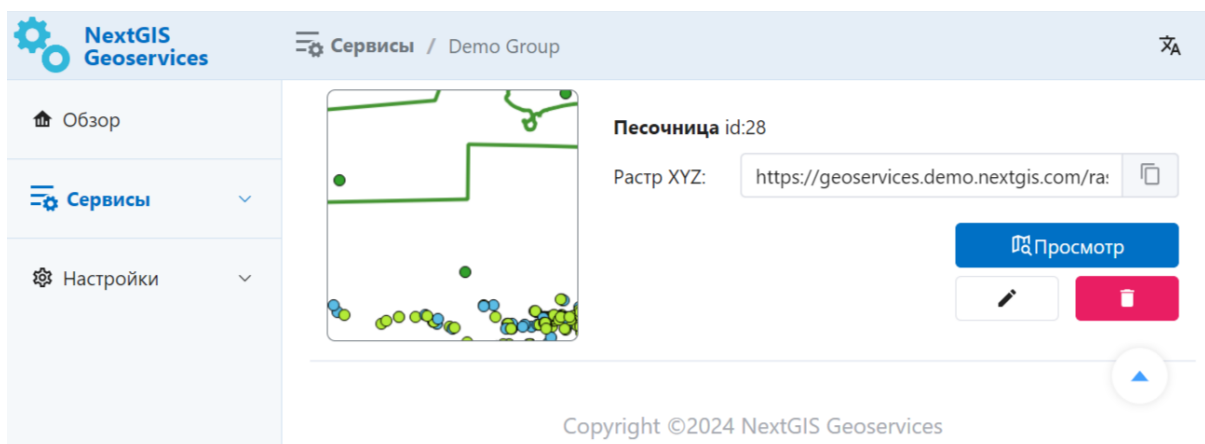 NextGIS
Geoservices
Сервисы / Demo Group
Обзор
Сервисы
Настройки
Песочница id:28
Растр XYZ: https://geoservices.demo.nextgis.com/ra
Просмотр
Copyright ©2024 NextGIS Geoservices